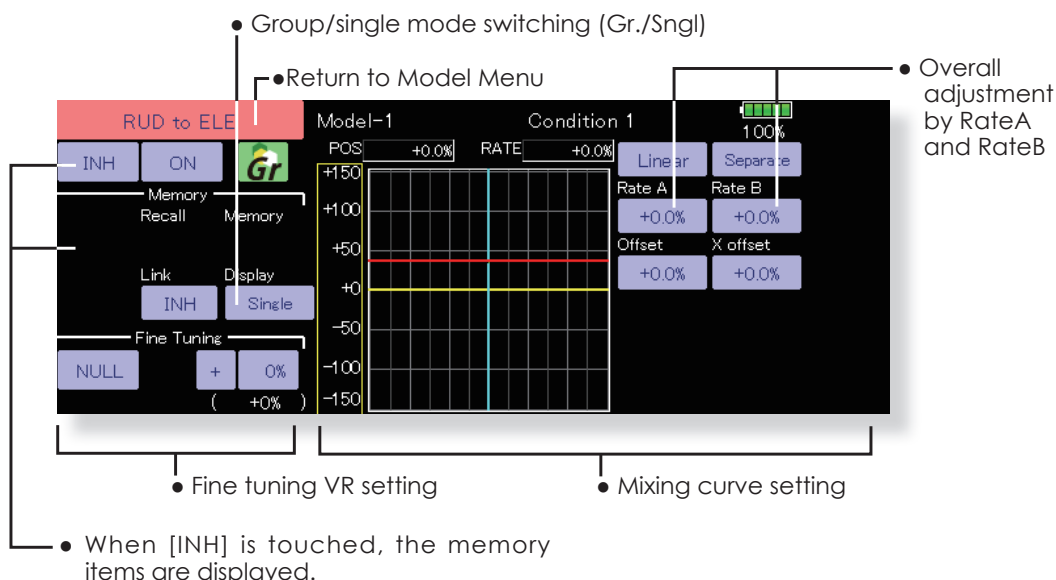 ● Group/single mode switching (Gr./Sngl)
●Return to Model Menu
● Overall adjustment by RateA and RateB
RUD to ELE
Model-1 Condition 1
100%
INH ON Gr
POS +0.0% RATE +0.0%
Linear Separate
Memory
Recall Memory
Rate A Rate B
+0.0% +0.0%
Offset X offset
+0.0% +0.0%
Link Display
INH Single
Fine Tuning
NULL + 0%
( +0% )
+150
+100
+50
+0
-50
-100
-150
● Fine tuning VR setting
● Mixing curve setting
● When [INH] is touched, the memory
items are displayed.